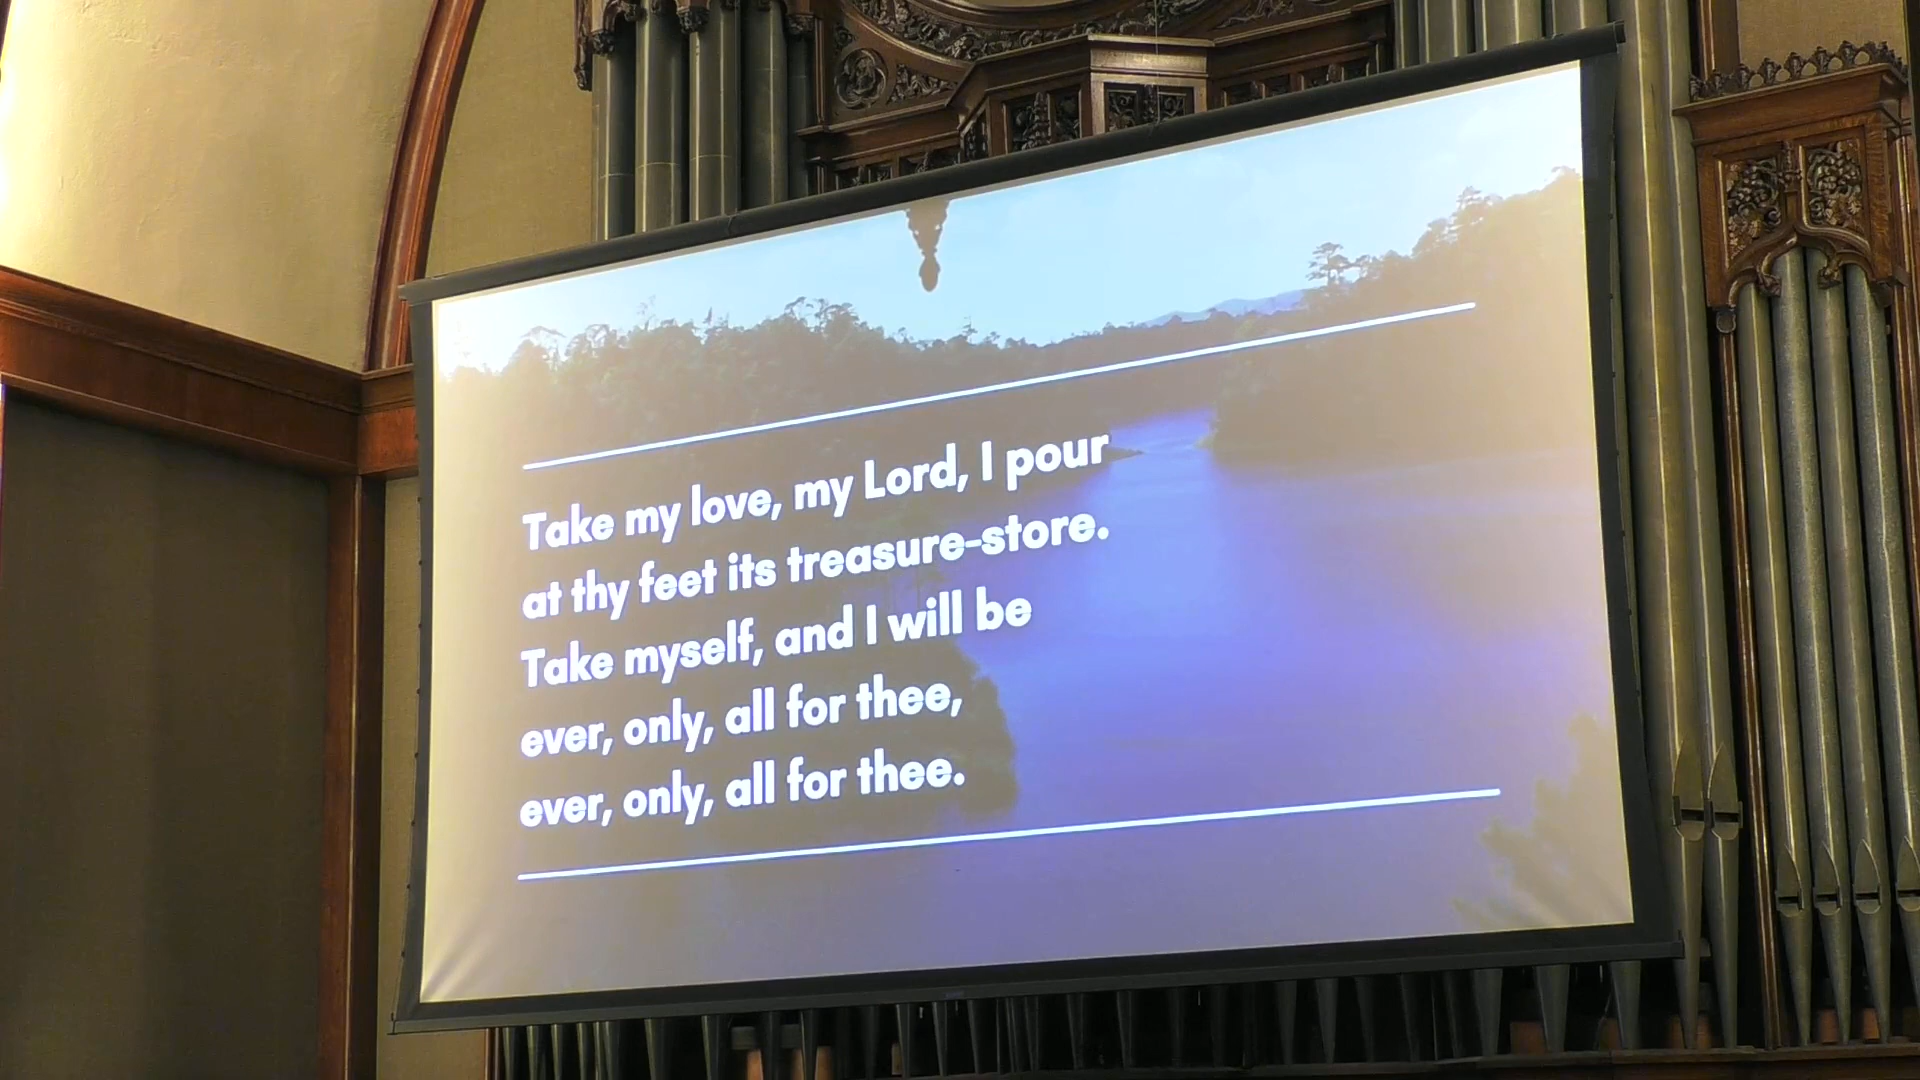 Take my love, my Lord, I pour
at thy feet its treasure-store.
Take myself, and I will be
ever, only, all for thee,
ever, only, all for thee.